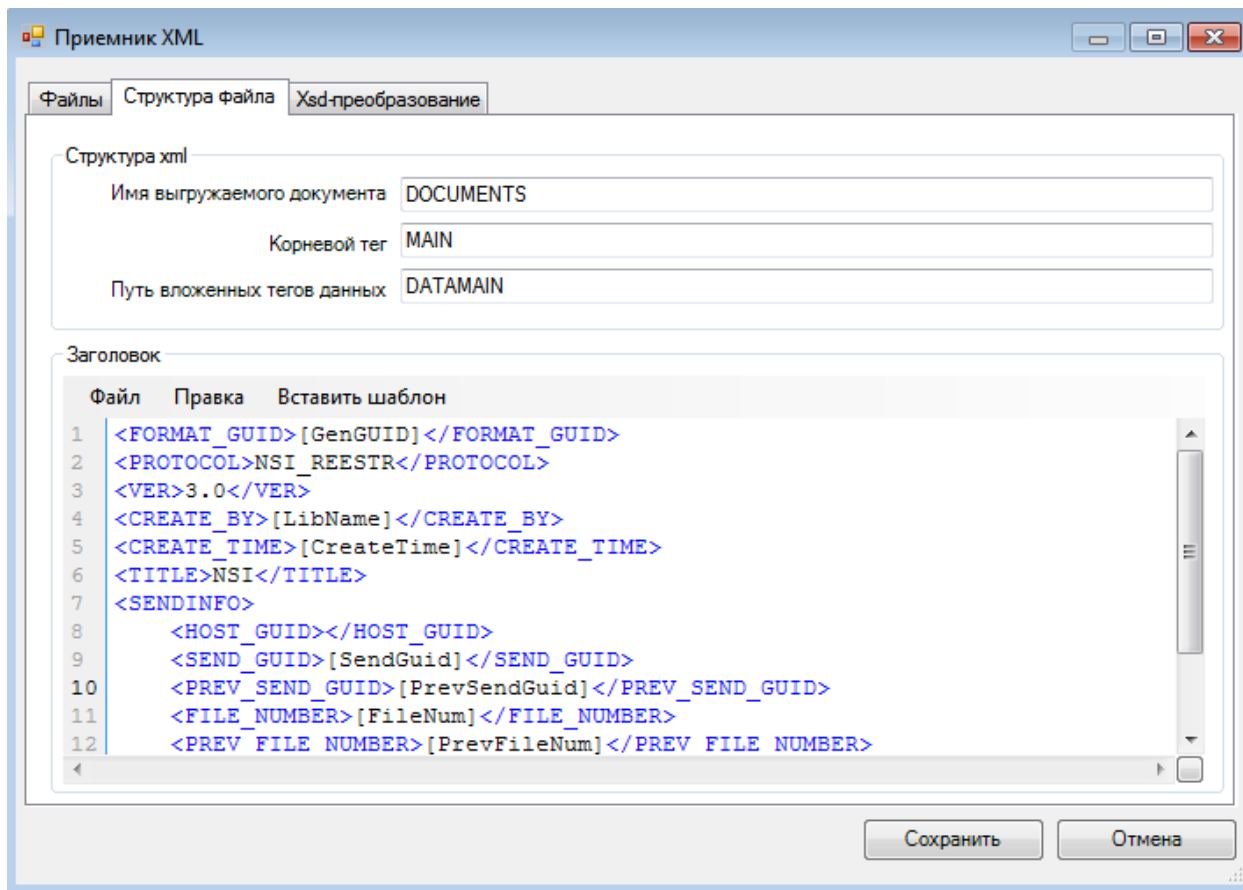 Приемник XML
Файлы Структура файла Xsd-преобразование
Структура xml
Имя выгружаемого документа DOCUMENTS
Корневой тег MAIN
Путь вложенных тегов данных DATAMAIN
Заголовок
Файл Правка Вставить шаблон
1 <FORMAT_GUID>[GenGUID]</FORMAT_GUID>
2 <PROTOCOL>NSI_REESTR</PROTOCOL>
3 <VER>3.0</VER>
4 <CREATE_BY>[LibName]</CREATE_BY>
5 <CREATE_TIME>[CreateTime]</CREATE_TIME>
6 <TITLE>NSI</TITLE>
7 <SENDINFO>
8 <HOST_GUID></HOST_GUID>
9 <SEND_GUID>[SendGuid]</SEND_GUID>
10 <PREV_SEND_GUID>[PrevSendGuid]</PREV_SEND_GUID>
11 <FILE_NUMBER>[FileNum]</FILE_NUMBER>
12 <PREV_FILE_NUMBER>[PrevFileNum]</PREV_FILE_NUMBER>
Сохранить Отмена